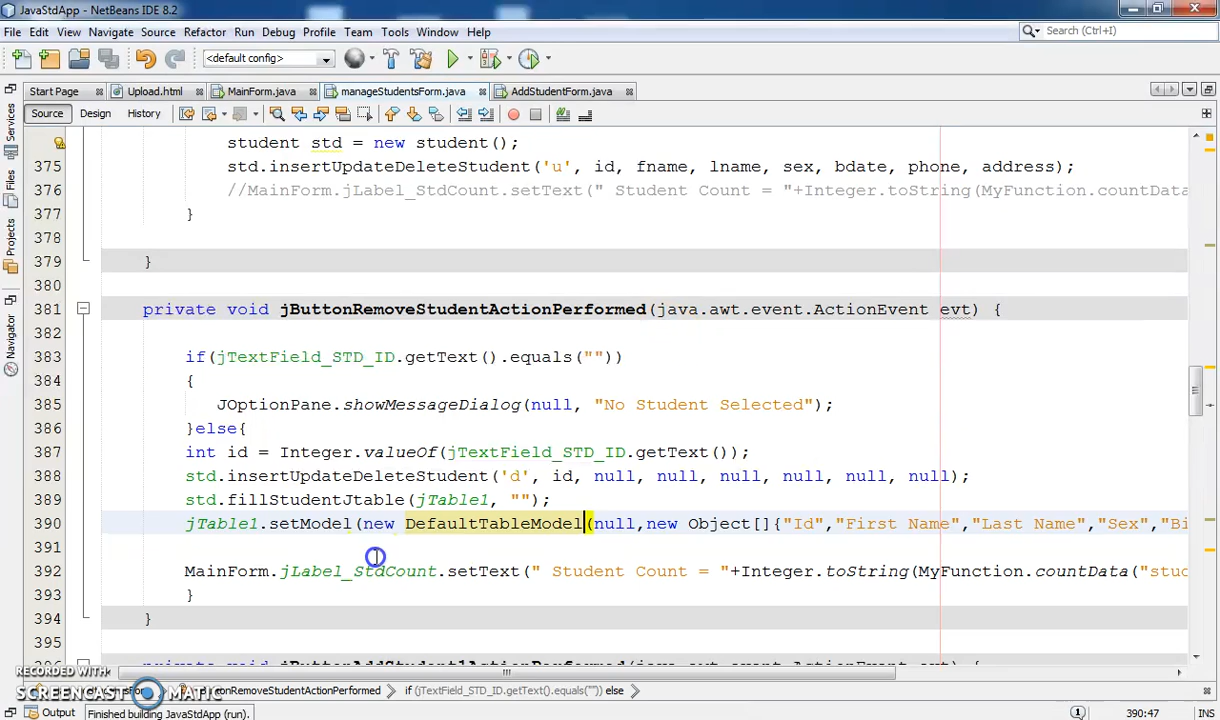 JavaStdApp - NetBeans IDE 8.2
File Edit View Navigate Source Refactor Run Debug Profile Team Tools Window Help
Search (Ctrl+I)
<default config>
Start Page Upload.html MainForm.java manageStudentsForm.java AddStudentForm.java
Source Design History
Services
Files
Projects
Navigator
student std = new student();
375 std.insertUpdateDeleteStudent('u', id, fname, lname, sex, bdate, phone, address);
376 //MainForm.jLabel_StdCount.setText(" Student Count = "+Integer.toString(MyFunction.countData
377 }
378
379 }
380
381 private void jButtonRemoveStudentActionPerformed(java.awt.event.ActionEvent evt) {
382
383 if(jTextField_STD_ID.getText().equals(""))
384 {
385 JOptionPane.showMessageDialog(null, "No Student Selected");
386 }else{
387 int id = Integer.valueOf(jTextField_STD_ID.getText());
388 std.insertUpdateDeleteStudent('d', id, null, null, null, null, null, null);
389 std.fillStudentJtable(jTable1, "");
390 jTable1.setModel(new DefaultTableModel(null,new Object[]{"Id","First Name","Last Name","Sex","Bi
391
392 MainForm.jLabel_StdCount.setText(" Student Count = "+Integer.toString(MyFunction.countData("stud
393 }
394 }
395
RECORDED WITH
SCREENCAST MATIC
onRemoveStudentActionPerformed if (jTextField_STD_ID.getText().equals("")) else
Output Finished building JavaStdApp (run). 1 390:47 INS